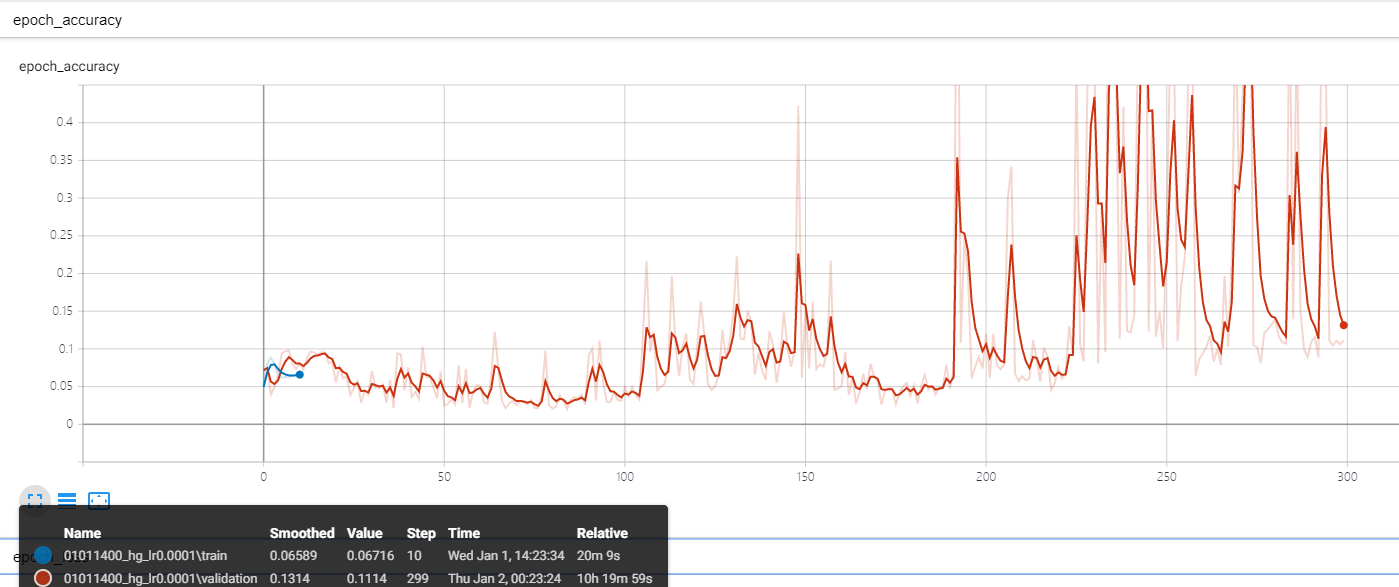 epoch_accuracy
epoch_accuracy
0.4
0.35
0.3
0.25
0.2
0.15
0.1
0.05
0
0 50 100 150 200 250 300
Name Smoothed Value Step Time Relative
01011400_hg_lr0.0001\train 0.06589 0.06716 10 Wed Jan 1, 14:23:34 20m 9s
01011400_hg_lr0.0001\validation 0.1314 0.1114 299 Thu Jan 2, 00:23:24 10h 19m 59s